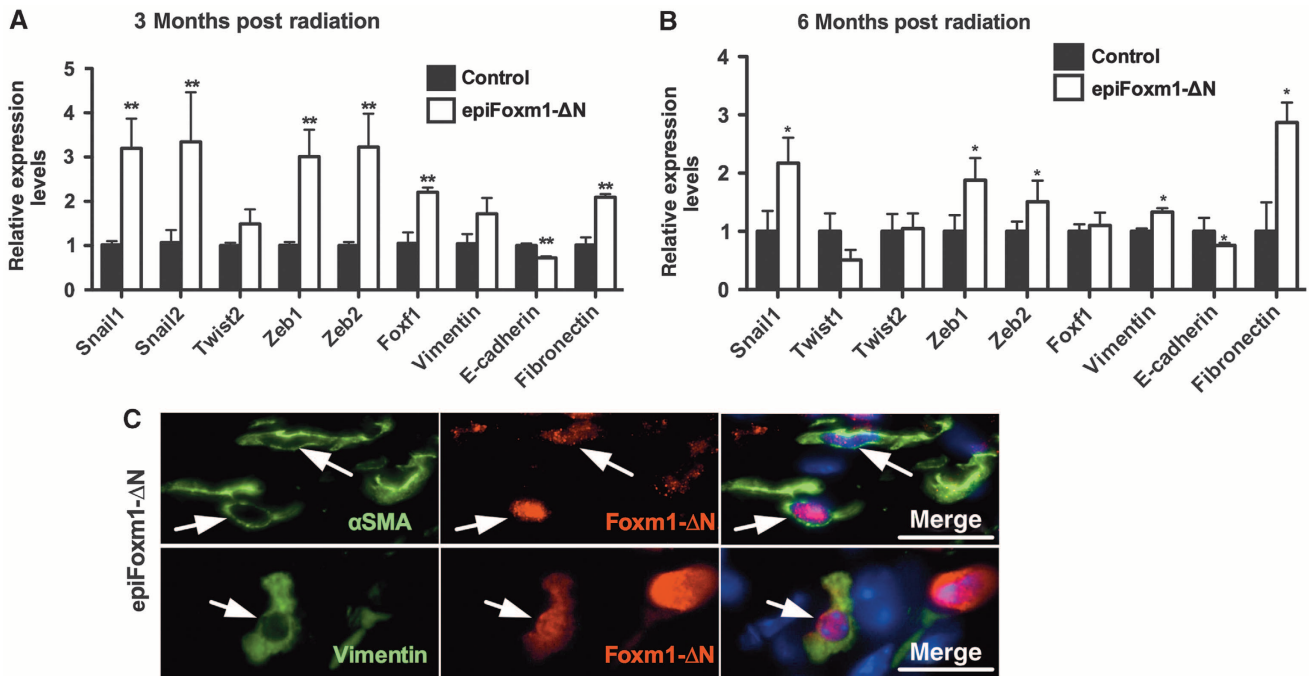 A
3 Months post radiation
Relative expression
levels
5
4
3
2
1
0
Control
epiFoxm1-ΔN
**
**
**
**
**
**
**
Snail1
Snail2
Twist2
Zeb1
Zeb2
Foxf1
Vimentin
E-cadherin
Fibronectin
B
6 Months post radiation
Relative expression
levels
4
3
2
1
0
Control
epiFoxm1-ΔN
*
*
*
*
*
*
Snail1
Twist1
Twist2
Zeb1
Zeb2
Foxf1
Vimentin
E-cadherin
Fibronectin
C
epiFoxm1-ΔN
αSMA
Foxm1-ΔN
Merge
Vimentin
Foxm1-ΔN
Merge